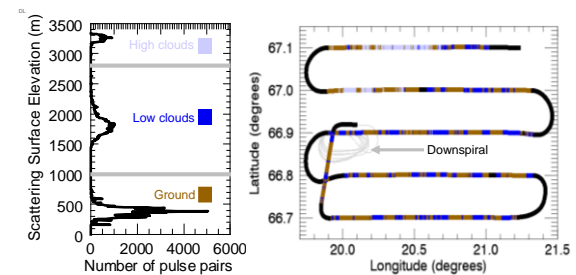 DL
3500
3000
2500
2000
1500
1000
500
0
Scattering Surface Elevation (m)
High clouds
Low clouds
Ground
0 2000 4000 6000
Number of pulse pairs
67.1
67.0
66.9
66.8
66.7
Latitude (degrees)
Downspiral
20.0 20.5 21.0 21.5
Longitude (degrees)